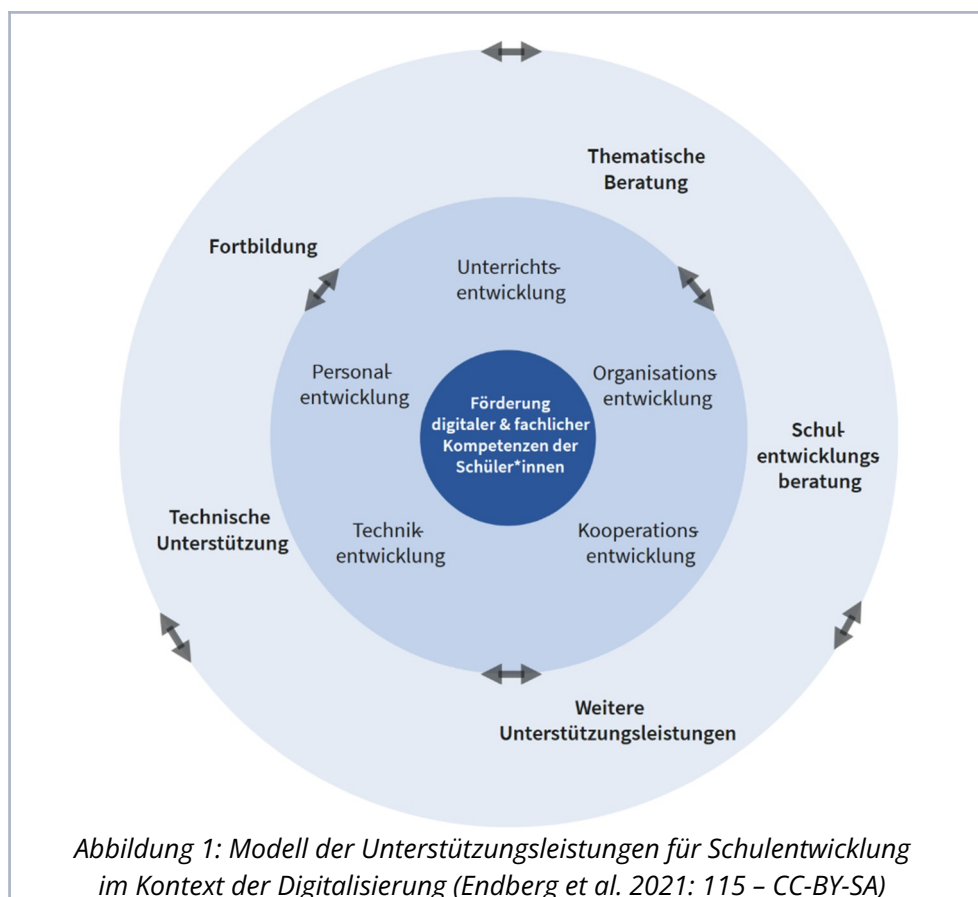 Thematische
Beratung
Fortbildung
Unterrichts-
entwicklung
Personal-
entwicklung
Organisations-
entwicklung
Förderung
digitaler & fachlicher
Kompetenzen der
Schüler*innen
Schul-
entwicklungs-
beratung
Technische
Unterstützung
Technik-
entwicklung
Kooperations-
entwicklung
Weitere
Unterstützungsleistungen
Abbildung 1: Modell der Unterstützungsleistungen für Schulentwicklung
im Kontext der Digitalisierung (Endberg et al. 2021: 115 – CC-BY-SA)